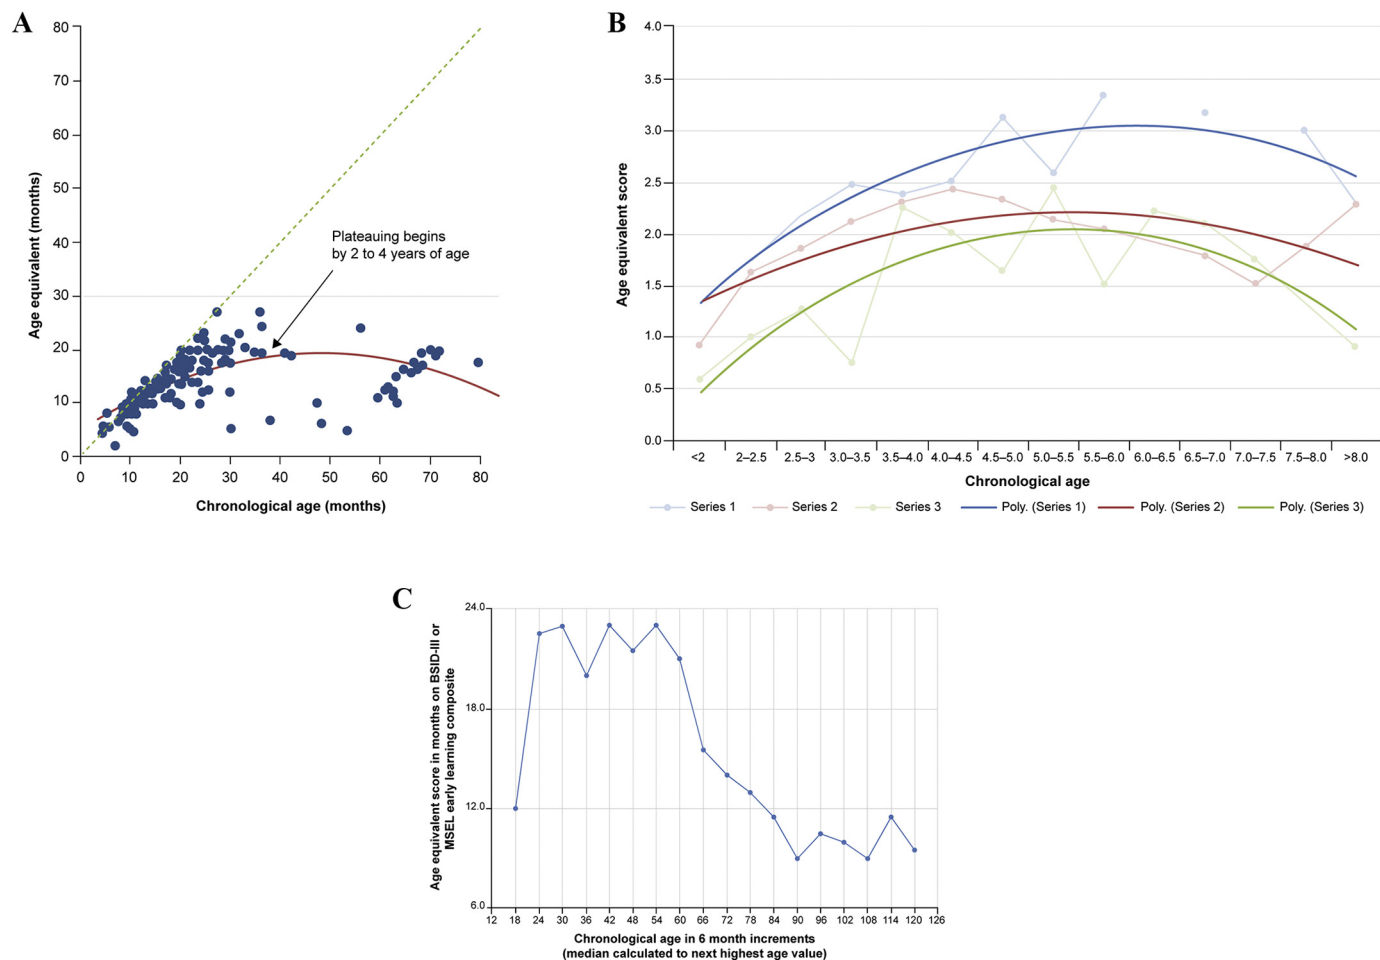 A
80
70
60
50
40
30
20
10
0
Age equivalent (months)
Plateauing begins
by 2 to 4 years of age
0 10 20 30 40 50 60 70 80
Chronological age (months)
B
4.0
3.5
3.0
2.5
2.0
1.5
1.0
0.5
0.0
Age equivalent score
<2 2–2.5 2.5–3 3.0–3.5 3.5–4.0 4.0–4.5 4.5–5.0 5.0–5.5 5.5–6.0 6.0–6.5 6.5–7.0 7.0–7.5 7.5–8.0 >8.0
Chronological age
Series 1 Series 2 Series 3 Poly. (Series 1) Poly. (Series 2) Poly. (Series 3)
C
24.0
18.0
12.0
6.0
Age equivalent score in months on BSID-III or
MSEL early learning composite
12 18 24 30 36 42 48 54 60 66 72 78 84 90 96 102 108 114 120 126
Chronological age in 6 month increments
(median calculated to next highest age value)